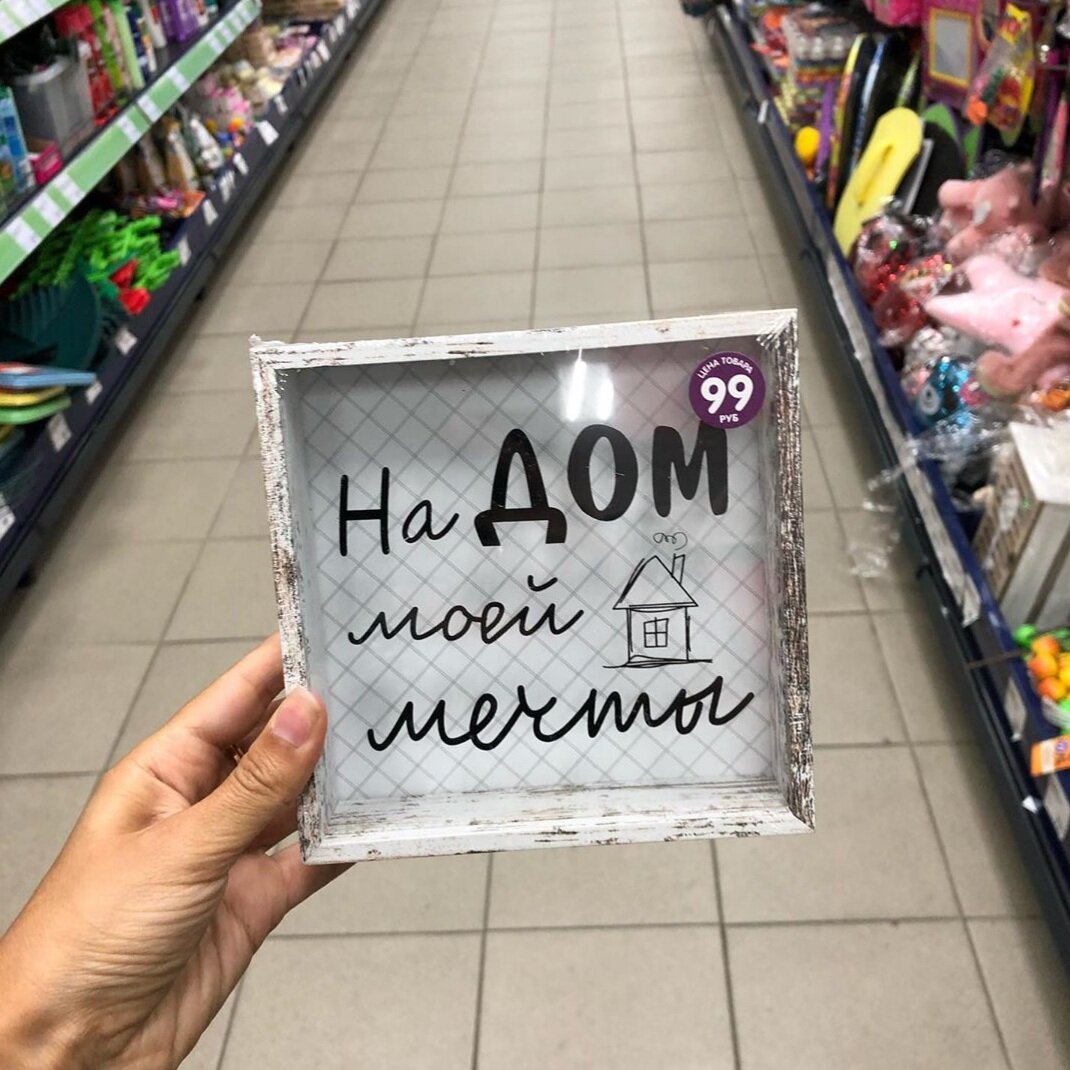 ЦЕНА ТОВАРА
99
РУБ
На ДОМ
моей
мечты